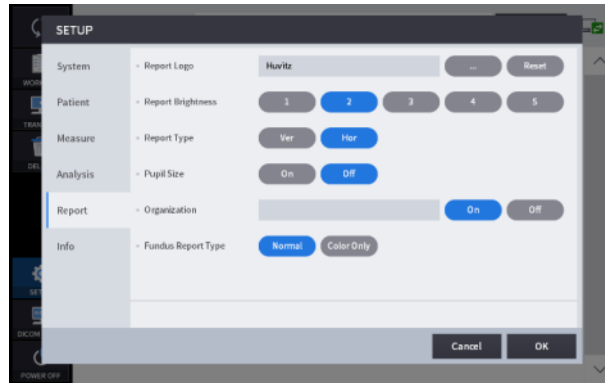 SETUP
System
Report Logo Huvitz ... Reset
Patient
Report Brightness 1 2 3 4 5
Measure
Report Type Ver Hor
Analysis
Pupil Size On Off
Report
Organization On Off
Info
Fundus Report Type Normal Color Only
DICOM
Cancel OK
POWER OFF